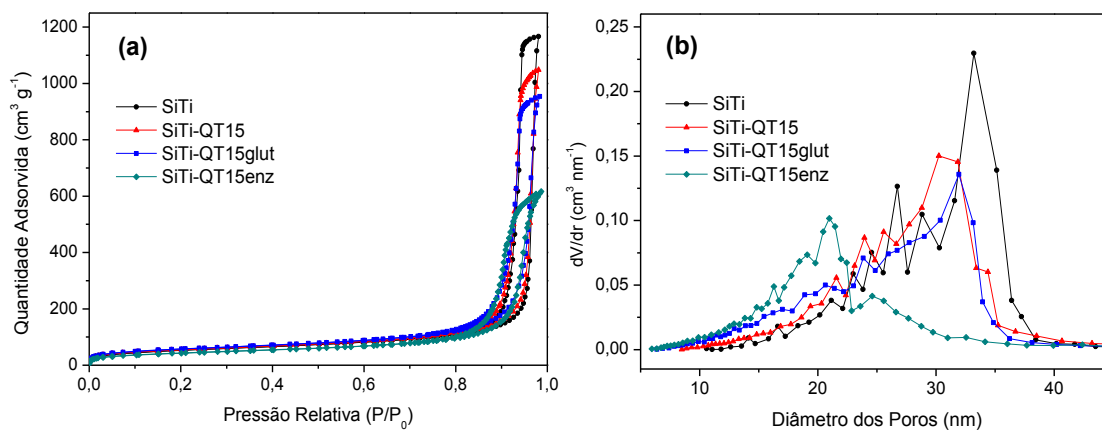 (a)
1200
1000
800
600
400
200
0
0,0 0,2 0,4 0,6 0,8 1,0
Quantidade Adsorvida (cm³ g⁻¹)
Pressão Relativa (P/P₀)
SiTi
SiTi-QT15
SiTi-QT15glut
SiTi-QT15enz
(b)
0,25
0,20
0,15
0,10
0,05
0,00
10 20 30 40
dV/dr (cm³ nm⁻¹)
Diâmetro dos Poros (nm)
SiTi
SiTi-QT15
SiTi-QT15glut
SiTi-QT15enz